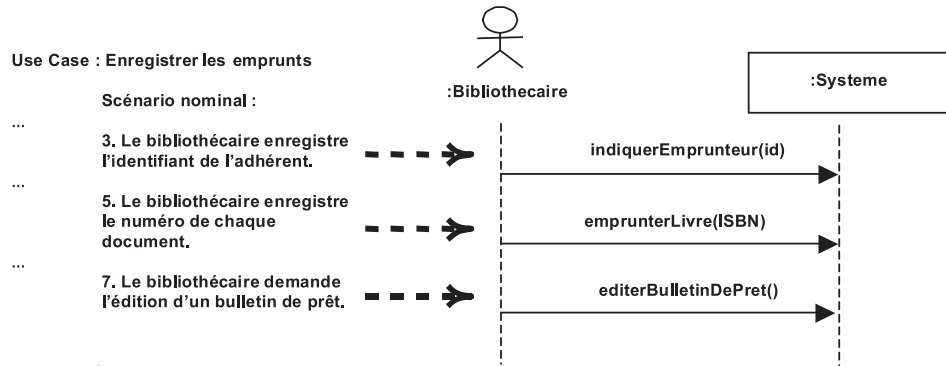 Use Case : Enregistrer les emprunts
Scénario nominal :
...
3. Le bibliothécaire enregistre
l'identifiant de l'adhérent.
...
5. Le bibliothécaire enregistre
le numéro de chaque
document.
...
7. Le bibliothécaire demande
l'édition d'un bulletin de prêt.
:Bibliothecaire
:Systeme
indiquerEmprunteur(id)
emprunterLivre(ISBN)
editerBulletinDePret()